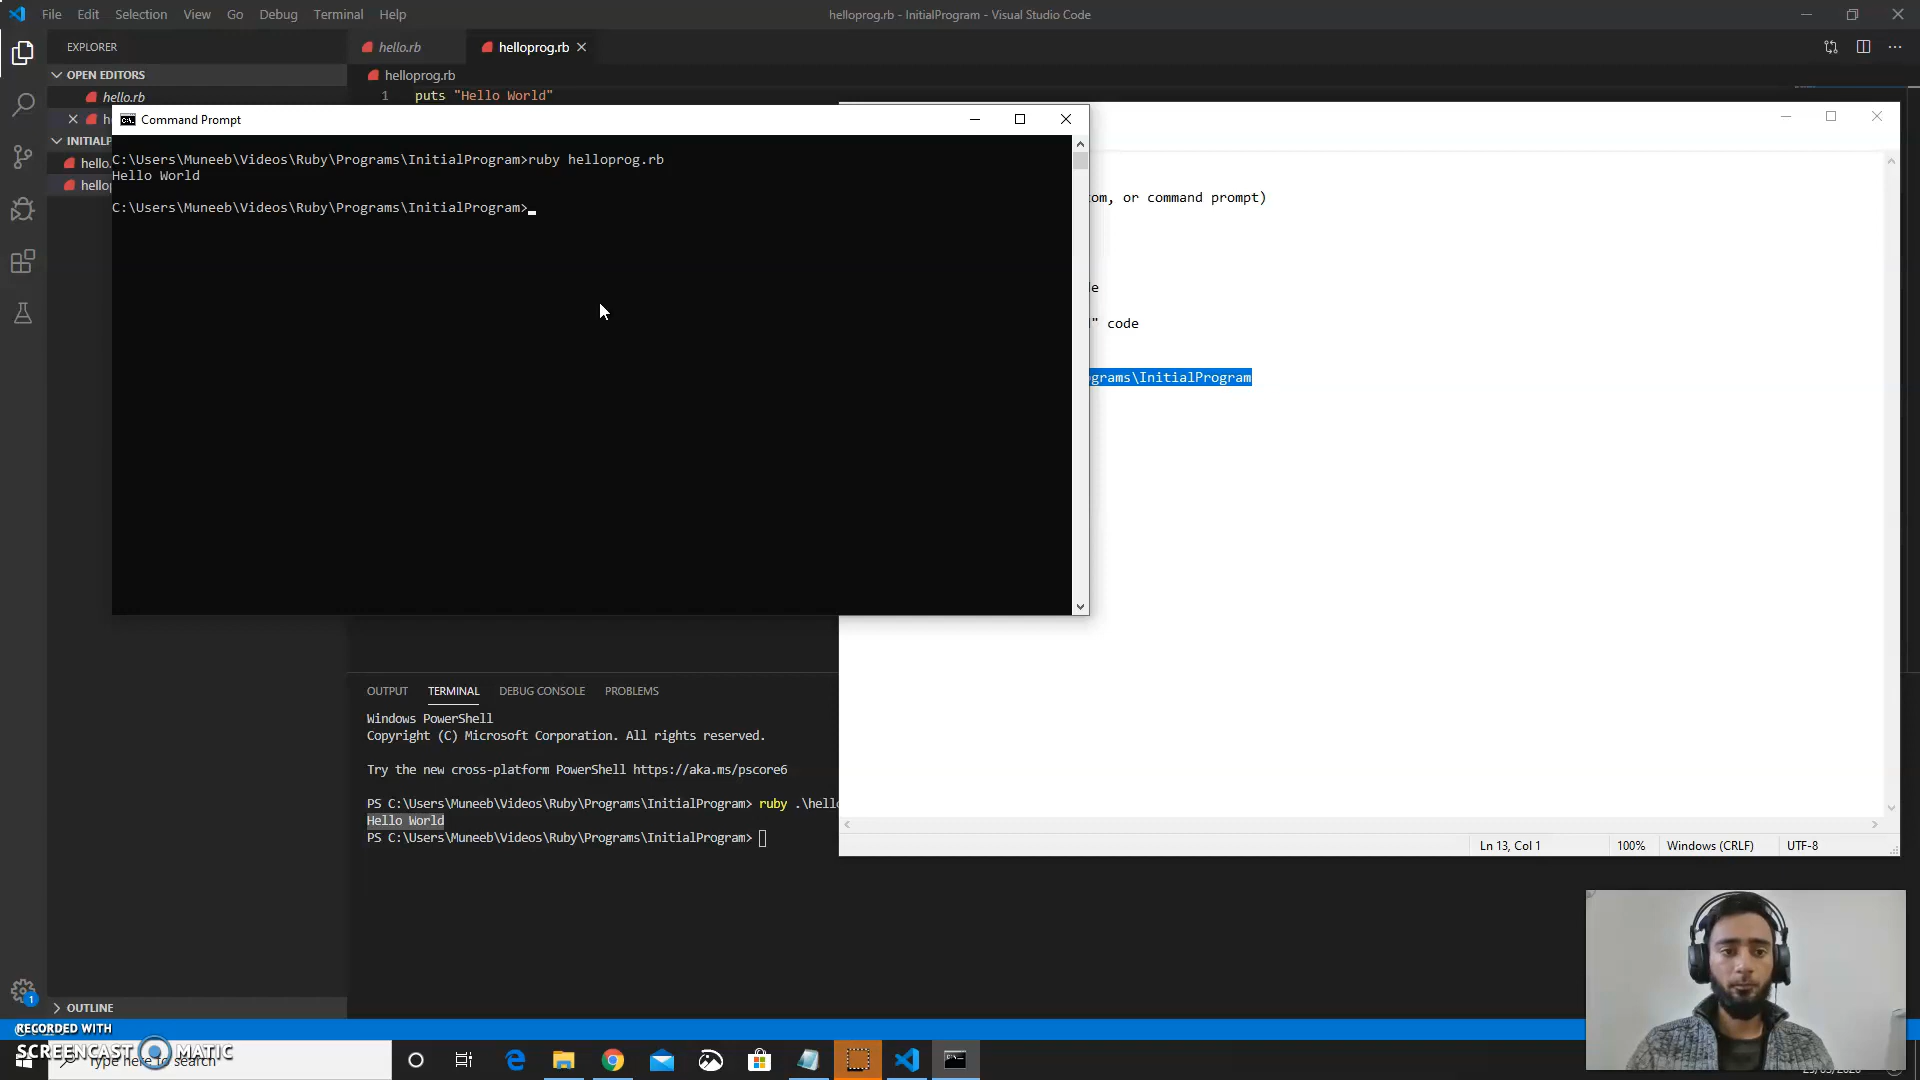 File Edit Selection View Go Debug Terminal Help
helloprog.rb - InitialProgram - Visual Studio Code
EXPLORER
hello.rb
helloprog.rb
OPEN EDITORS
helloprog.rb
hello.rb
1 puts "Hello World"
INITIALP
hello.
hellop
Command Prompt
C:\Users\Muneeb\Videos\Ruby\Programs\InitialProgram>ruby helloprog.rb
Hello World
C:\Users\Muneeb\Videos\Ruby\Programs\InitialProgram>
om, or command prompt)
e
" code
grams\InitialProgram
OUTPUT TERMINAL DEBUG CONSOLE PROBLEMS
Windows PowerShell
Copyright (C) Microsoft Corporation. All rights reserved.
Try the new cross-platform PowerShell https://aka.ms/pscore6
PS C:\Users\Muneeb\Videos\Ruby\Programs\InitialProgram> ruby .\hello
Hello World
PS C:\Users\Muneeb\Videos\Ruby\Programs\InitialProgram>
Ln 13, Col 1 100% Windows (CRLF) UTF-8
1
OUTLINE
RECORDED WITH
SCREENCAST MATIC
Type here to search